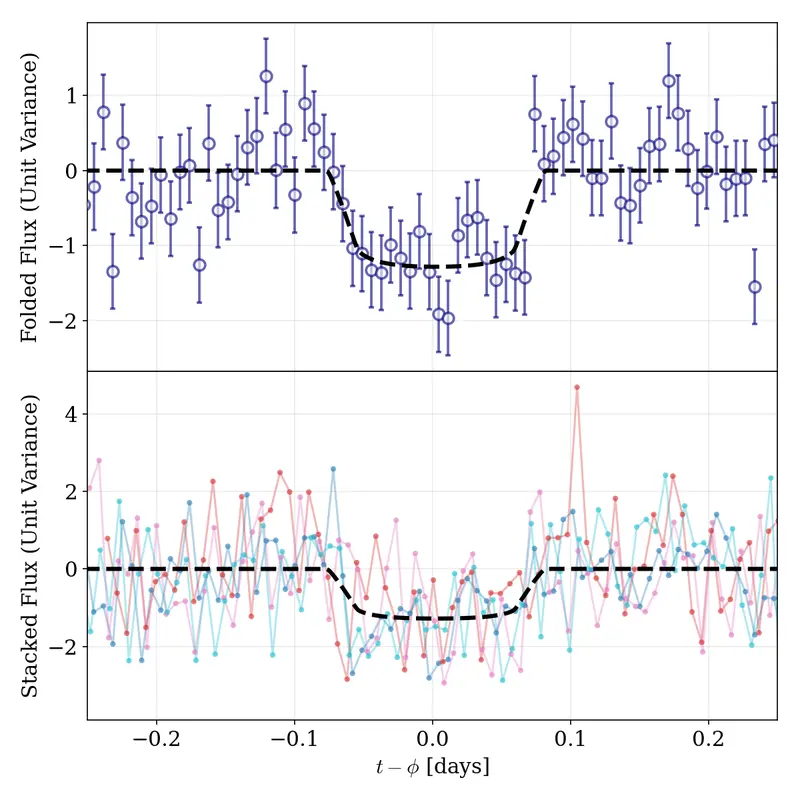 Folded Flux (Unit Variance)
1
0
−1
−2
Stacked Flux (Unit Variance)
4
2
0
−2
−0.2 −0.1 0.0 0.1 0.2
t − ϕ [days]